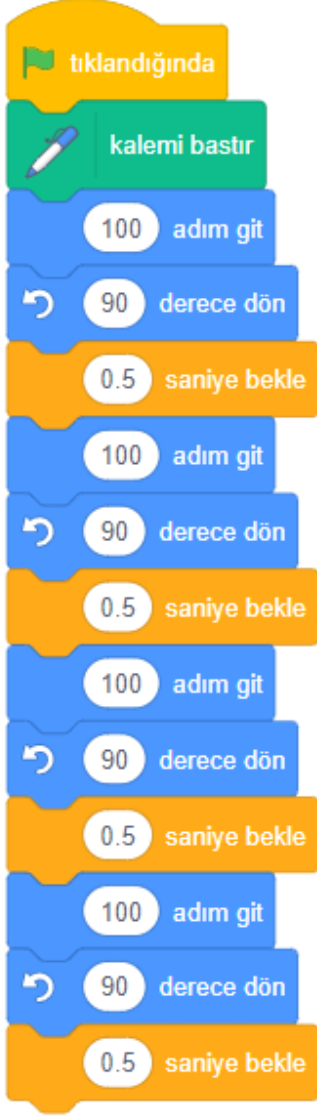 tıklandığında
kalemi bastır
100 adım git
90 derece dön
0.5 saniye bekle
100 adım git
90 derece dön
0.5 saniye bekle
100 adım git
90 derece dön
0.5 saniye bekle
100 adım git
90 derece dön
0.5 saniye bekle